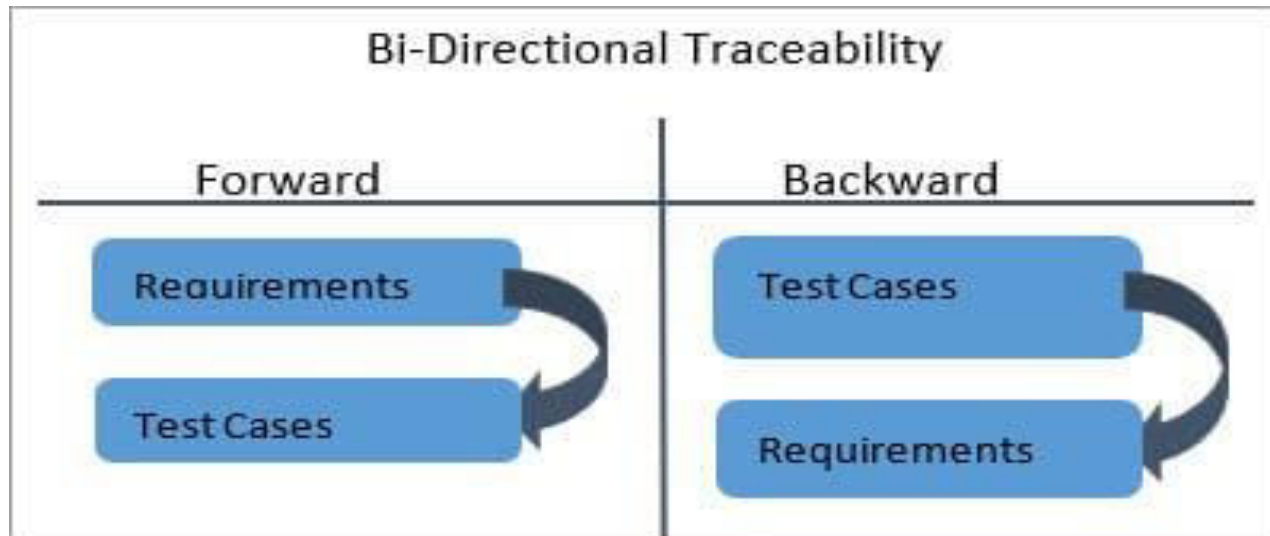 Bi-Directional Traceability
Forward
Backward
Requirements
Test Cases
Test Cases
Requirements